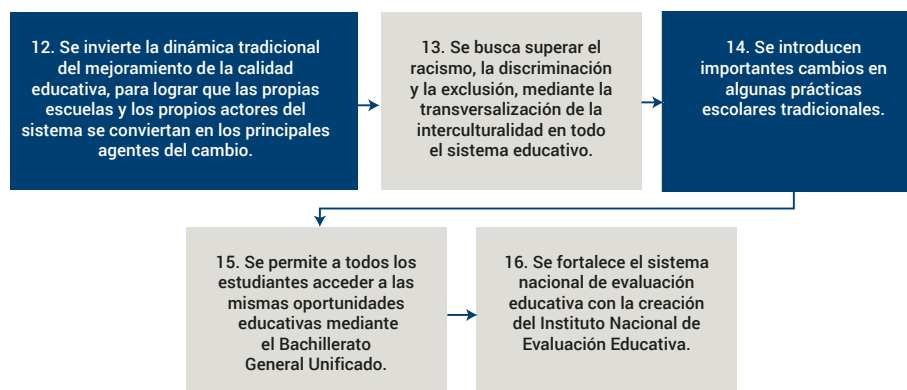 12. Se invierte la dinámica tradicional
del mejoramiento de la calidad
educativa, para lograr que las propias
escuelas y los propios actores del
sistema se conviertan en los principales
agentes del cambio.
13. Se busca superar el
racismo, la discriminación
y la exclusión, mediante la
transversalización de la
interculturalidad en todo
el sistema educativo.
14. Se introducen
importantes cambios en
algunas prácticas
escolares tradicionales.
15. Se permite a todos los
estudiantes acceder a las
mismas oportunidades
educativas mediante
el Bachillerato
General Unificado.
16. Se fortalece el sistema
nacional de evaluación
educativa con la creación
del Instituto Nacional de
Evaluación Educativa.